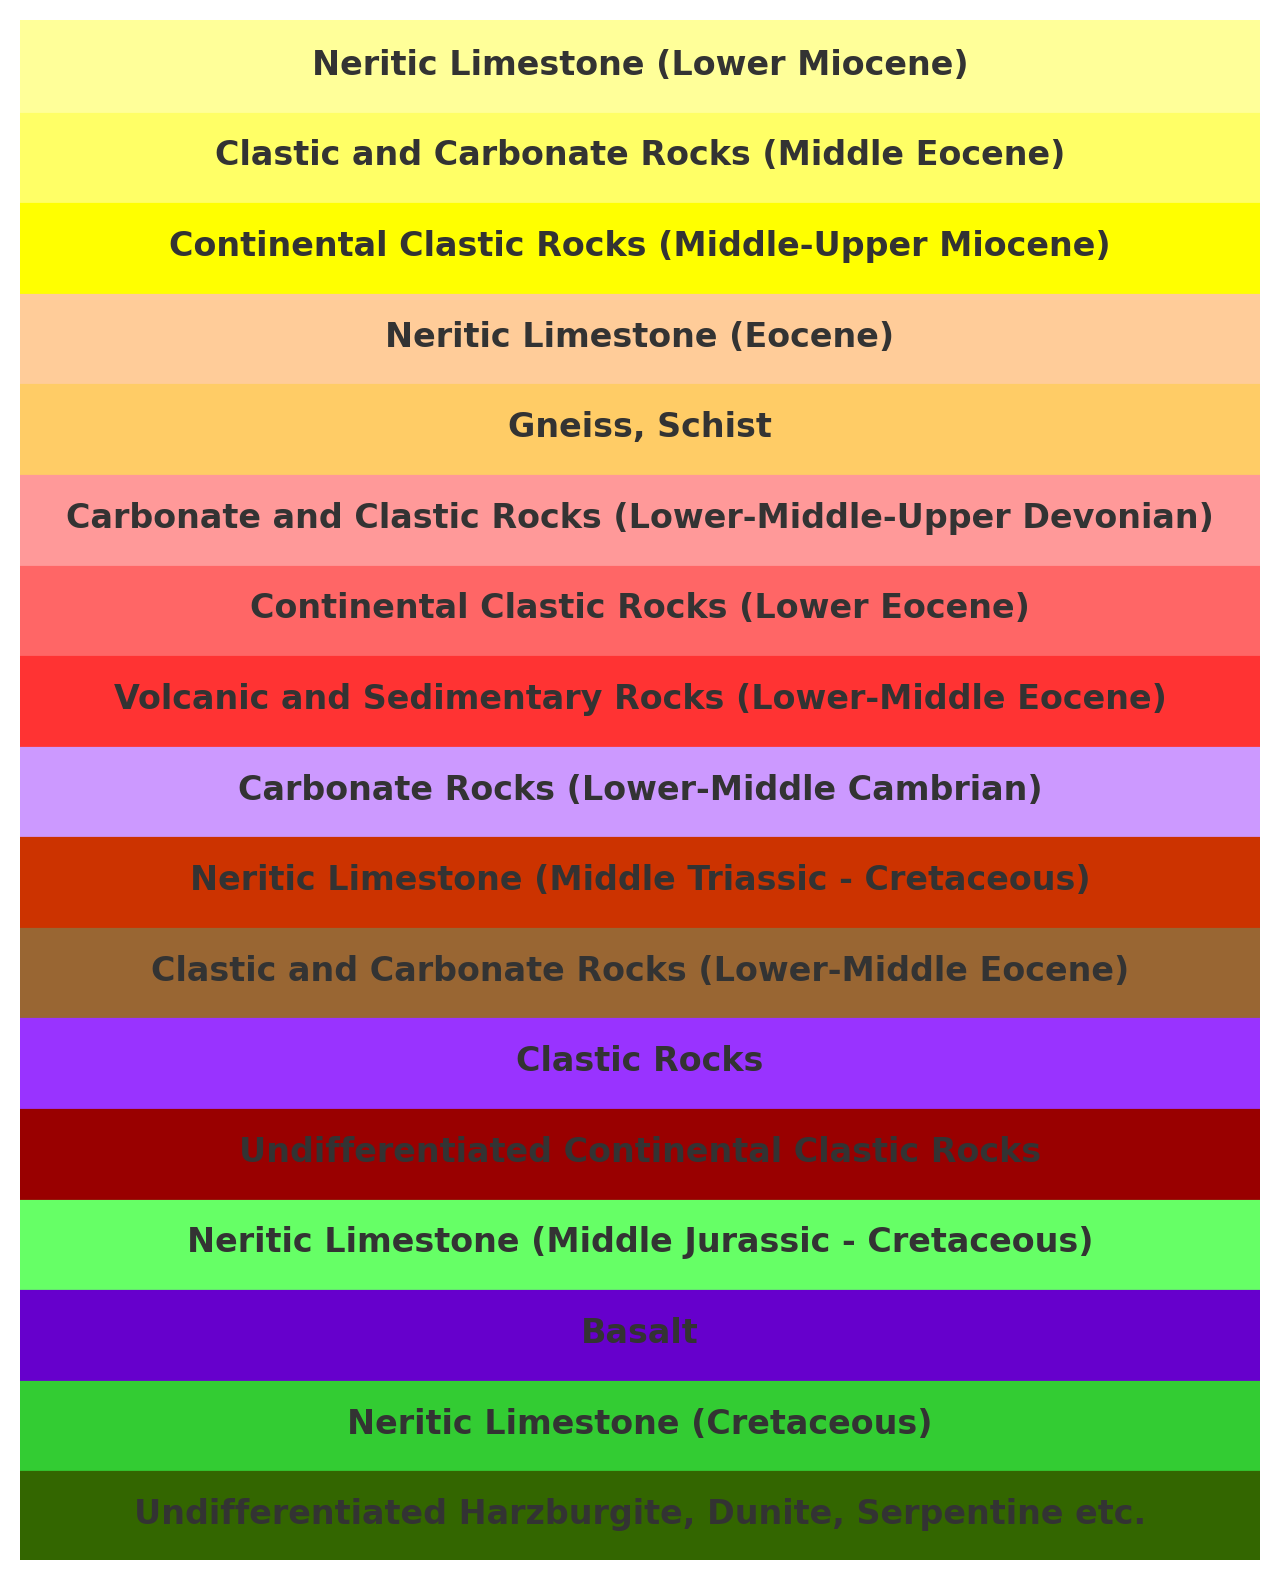 Neritic Limestone (Lower Miocene)
Clastic and Carbonate Rocks (Middle Eocene)
Continental Clastic Rocks (Middle-Upper Miocene)
Neritic Limestone (Eocene)
Gneiss, Schist
Carbonate and Clastic Rocks (Lower-Middle-Upper Devonian)
Continental Clastic Rocks (Lower Eocene)
Volcanic and Sedimentary Rocks (Lower-Middle Eocene)
Carbonate Rocks (Lower-Middle Cambrian)
Neritic Limestone (Middle Triassic - Cretaceous)
Clastic and Carbonate Rocks (Lower-Middle Eocene)
Clastic Rocks
Undifferentiated Continental Clastic Rocks
Neritic Limestone (Middle Jurassic - Cretaceous)
Basalt
Neritic Limestone (Cretaceous)
Undifferentiated Harzburgite, Dunite, Serpentine etc.